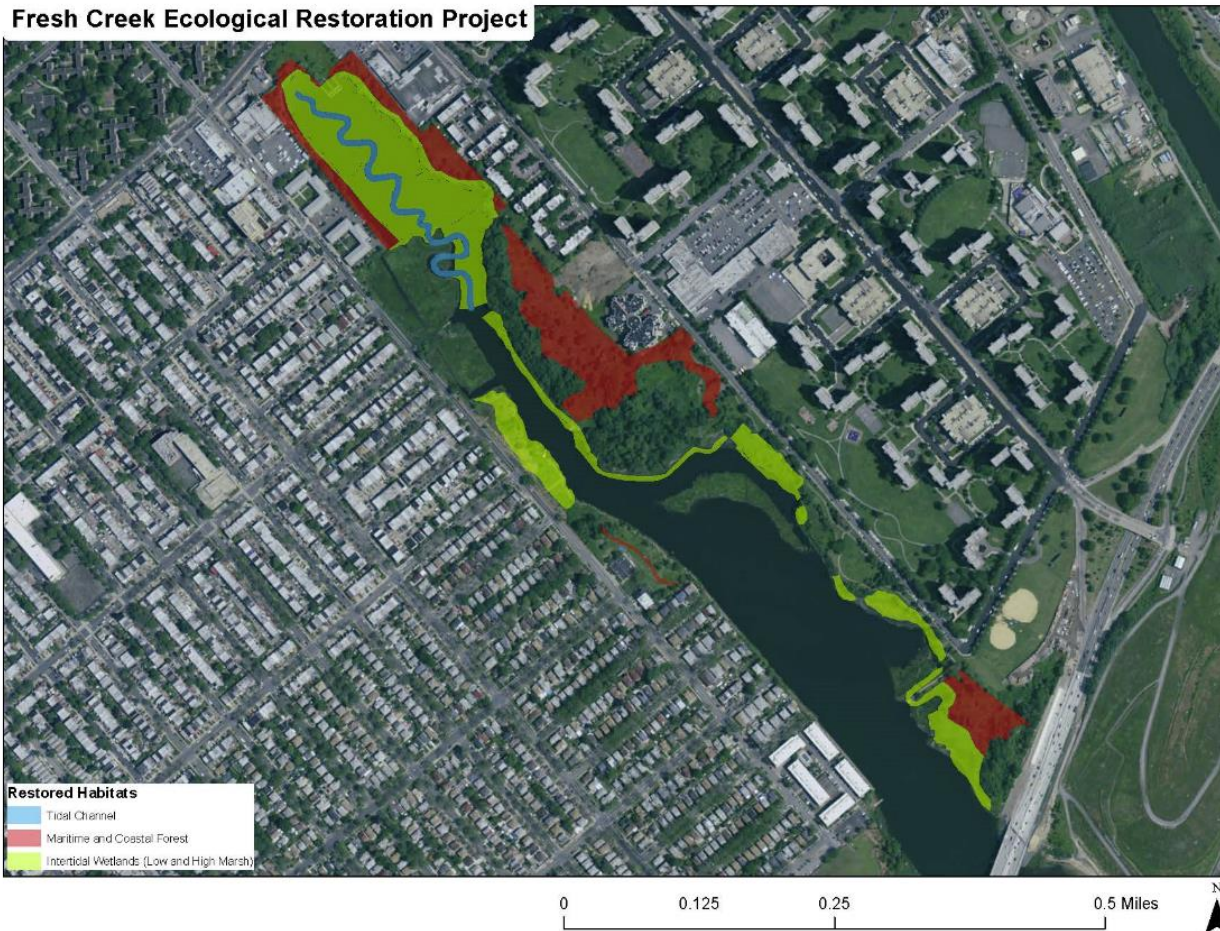 Fresh Creek Ecological Restoration Project
Restored Habitats
Tidal Channel
Maritime and Coastal Forest
Intertidal Wetlands (Low and High Marsh)
0 0.125 0.25 0.5 Miles
N